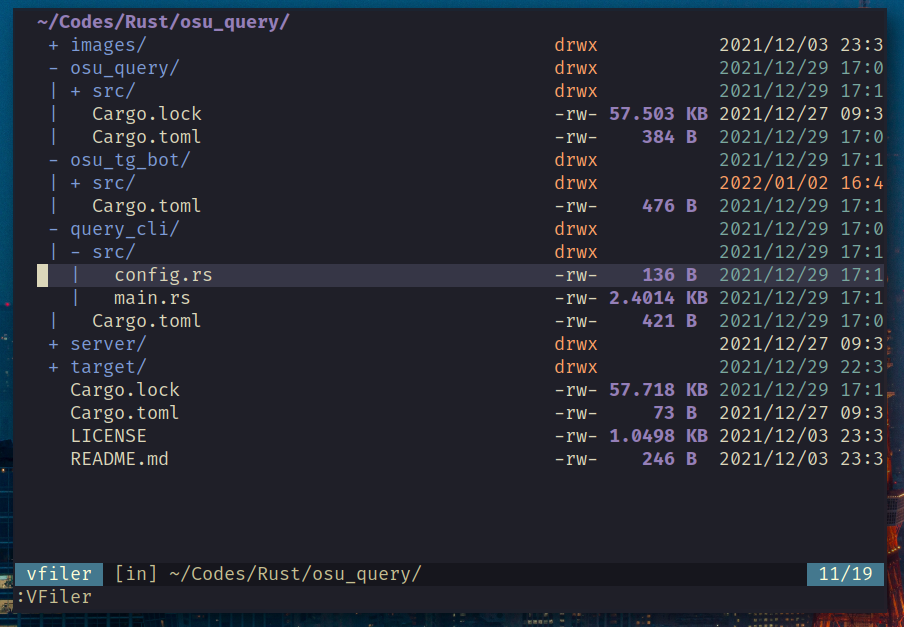 ~/Codes/Rust/osu_query/
+ images/ drwx 2021/12/03 23:3
- osu_query/ drwx 2021/12/29 17:0
| + src/ drwx 2021/12/29 17:1
|   Cargo.lock -rw- 57.503 KB 2021/12/27 09:3
|   Cargo.toml -rw- 384 B 2021/12/29 17:0
- osu_tg_bot/ drwx 2021/12/29 17:1
| + src/ drwx 2022/01/02 16:4
|   Cargo.toml -rw- 476 B 2021/12/29 17:1
- query_cli/ drwx 2021/12/29 17:0
| - src/ drwx 2021/12/29 17:1
|   config.rs -rw- 136 B 2021/12/29 17:1
|   main.rs -rw- 2.4014 KB 2021/12/29 17:1
|   Cargo.toml -rw- 421 B 2021/12/29 17:0
+ server/ drwx 2021/12/27 09:3
+ target/ drwx 2021/12/29 22:3
Cargo.lock -rw- 57.718 KB 2021/12/29 17:1
Cargo.toml -rw- 73 B 2021/12/27 09:3
LICENSE -rw- 1.0498 KB 2021/12/03 23:3
README.md -rw- 246 B 2021/12/03 23:3
vfiler [in] ~/Codes/Rust/osu_query/ 11/19
:VFiler